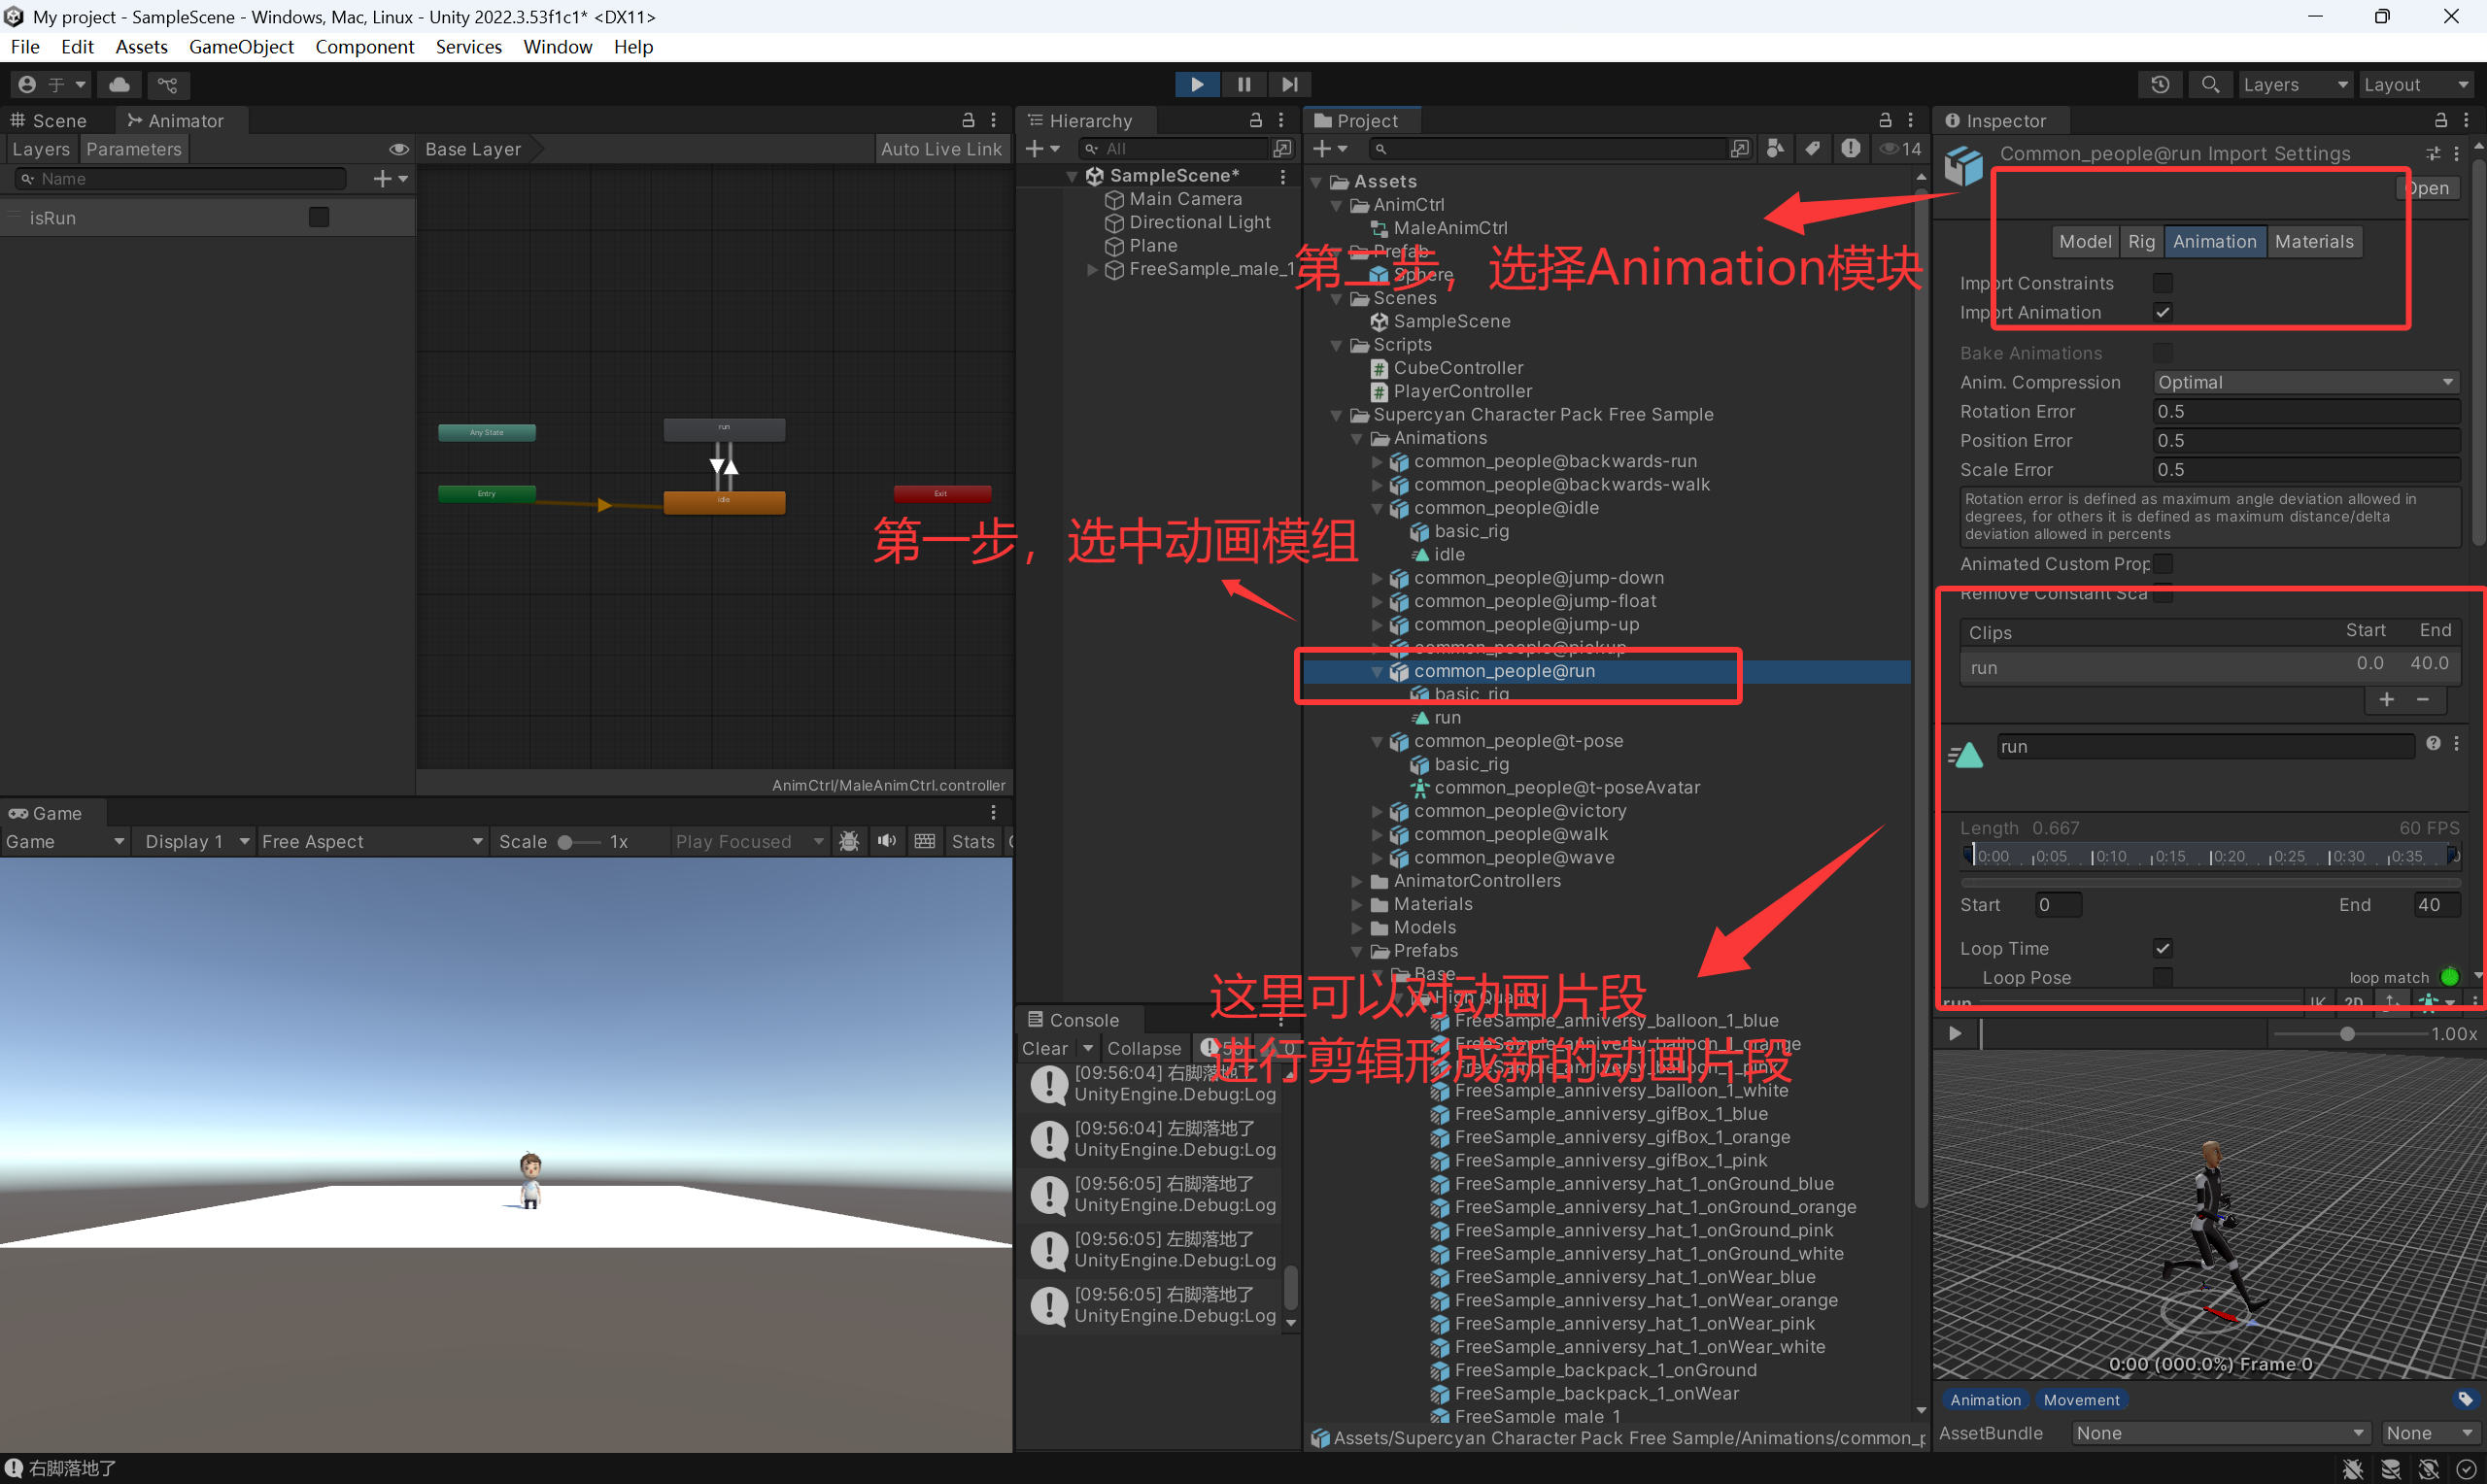 My project - SampleScene - Windows, Mac, Linux - Unity 2022.3.53f1c1* <DX11>
File Edit Assets GameObject Component Services Window Help
于
Layers
Layout
Scene
Animator
Layers
Parameters
Base Layer
Auto Live Link
Name
isRun
Any State
run
Entry
idle
Exit
AnimCtrl/MaleAnimCtrl.controller
Game
Game
Display 1
Free Aspect
Scale
1x
Play Focused
Stats
Hierarchy
All
SampleScene*
Main Camera
Directional Light
Plane
FreeSample_male_1
Console
Clear
Collapse
[09:56:04] 右脚落地了
UnityEngine.Debug:Log
[09:56:04] 左脚落地了
UnityEngine.Debug:Log
[09:56:05] 右脚落地了
UnityEngine.Debug:Log
[09:56:05] 左脚落地了
UnityEngine.Debug:Log
[09:56:05] 右脚落地了
UnityEngine.Debug:Log
Project
14
Assets
AnimCtrl
MaleAnimCtrl
Prefab
Sphere
Scenes
SampleScene
Scripts
CubeController
PlayerController
Supercyan Character Pack Free Sample
Animations
common_people@backwards-run
common_people@backwards-walk
common_people@idle
basic_rig
idle
common_people@jump-down
common_people@jump-float
common_people@jump-up
common_people@pickup
common_people@run
basic_rig
run
common_people@t-pose
basic_rig
common_people@t-poseAvatar
common_people@victory
common_people@walk
common_people@wave
AnimatorControllers
Materials
Models
Prefabs
Base
High Quality
FreeSample_anniversy_balloon_1_blue
FreeSample_anniversy_balloon_1_orange
FreeSample_anniversy_balloon_1_pink
FreeSample_anniversy_balloon_1_white
FreeSample_anniversy_gifBox_1_blue
FreeSample_anniversy_gifBox_1_orange
FreeSample_anniversy_gifBox_1_pink
FreeSample_anniversy_hat_1_onGround_blue
FreeSample_anniversy_hat_1_onGround_orange
FreeSample_anniversy_hat_1_onGround_pink
FreeSample_anniversy_hat_1_onGround_white
FreeSample_anniversy_hat_1_onWear_blue
FreeSample_anniversy_hat_1_onWear_orange
FreeSample_anniversy_hat_1_onWear_pink
FreeSample_anniversy_hat_1_onWear_white
FreeSample_backpack_1_onGround
FreeSample_backpack_1_onWear
FreeSample_male_1
Assets/Supercyan Character Pack Free Sample/Animations/common_p
第二步，选择Animation模块
第一步，选中动画模组
这里可以对动画片段
进行剪辑形成新的动画片段
Inspector
Common_people@run Import Settings
Open
Model Rig Animation Materials
Import Constraints
Import Animation
Bake Animations
Anim. Compression Optimal
Rotation Error 0.5
Position Error 0.5
Scale Error 0.5
Rotation error is defined as maximum angle deviation allowed in
degrees, for others it is defined as maximum distance/delta
deviation allowed in percents
Animated Custom Prop
Remove Constant Sca
Clips Start End
run 0.0 40.0
run
Length 0.667 60 FPS
0:00 0:05 0:10 0:15 0:20 0:25 0:30 0:35
Start 0 End 40
Loop Time
Loop Pose loop match
run IK 2D
1.00x
0:00 (000.0%) Frame 0
Animation Movement
AssetBundle None None
右脚落地了